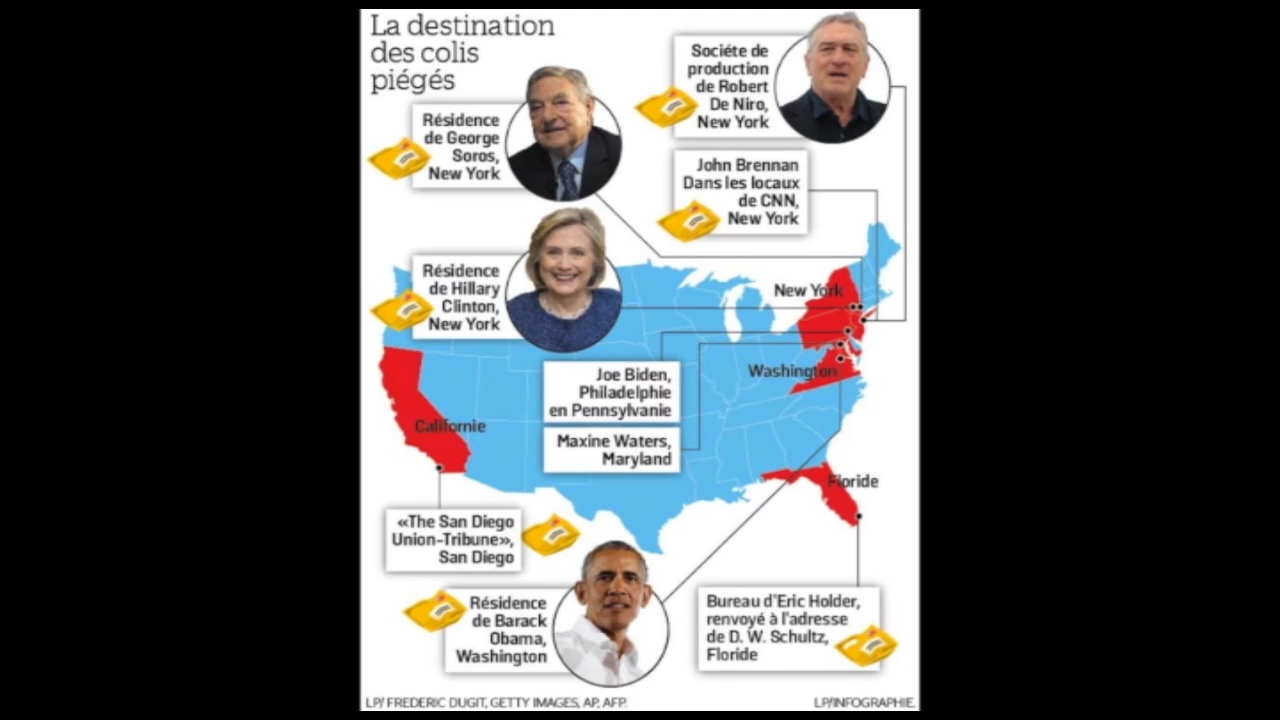 La destination
des colis
piégés
Sociéte de
production
de Robert
De Niro,
New York
Résidence
de George
Soros,
New York
John Brennan
Dans les locaux
de CNN,
New York
Résidence
de Hillary
Clinton,
New York
New York
Washington
Joe Biden,
Philadelphie
en Pennsylvanie
Maxine Waters,
Maryland
Californie
Floride
«The San Diego
Union-Tribune»,
San Diego
Résidence
de Barack
Obama,
Washington
Bureau d'Eric Holder,
renvoyé à l'adresse
de D. W. Schultz,
Floride
LP/ FREDERIC DUGIT, GETTY IMAGES, AP, AFP.
LP/INFOGRAPHIE.